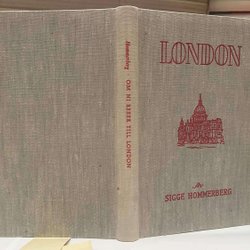 Hommerberg OM NI RESER TILL LONDON
LONDON
Av
SIGGE HOMMERBERG